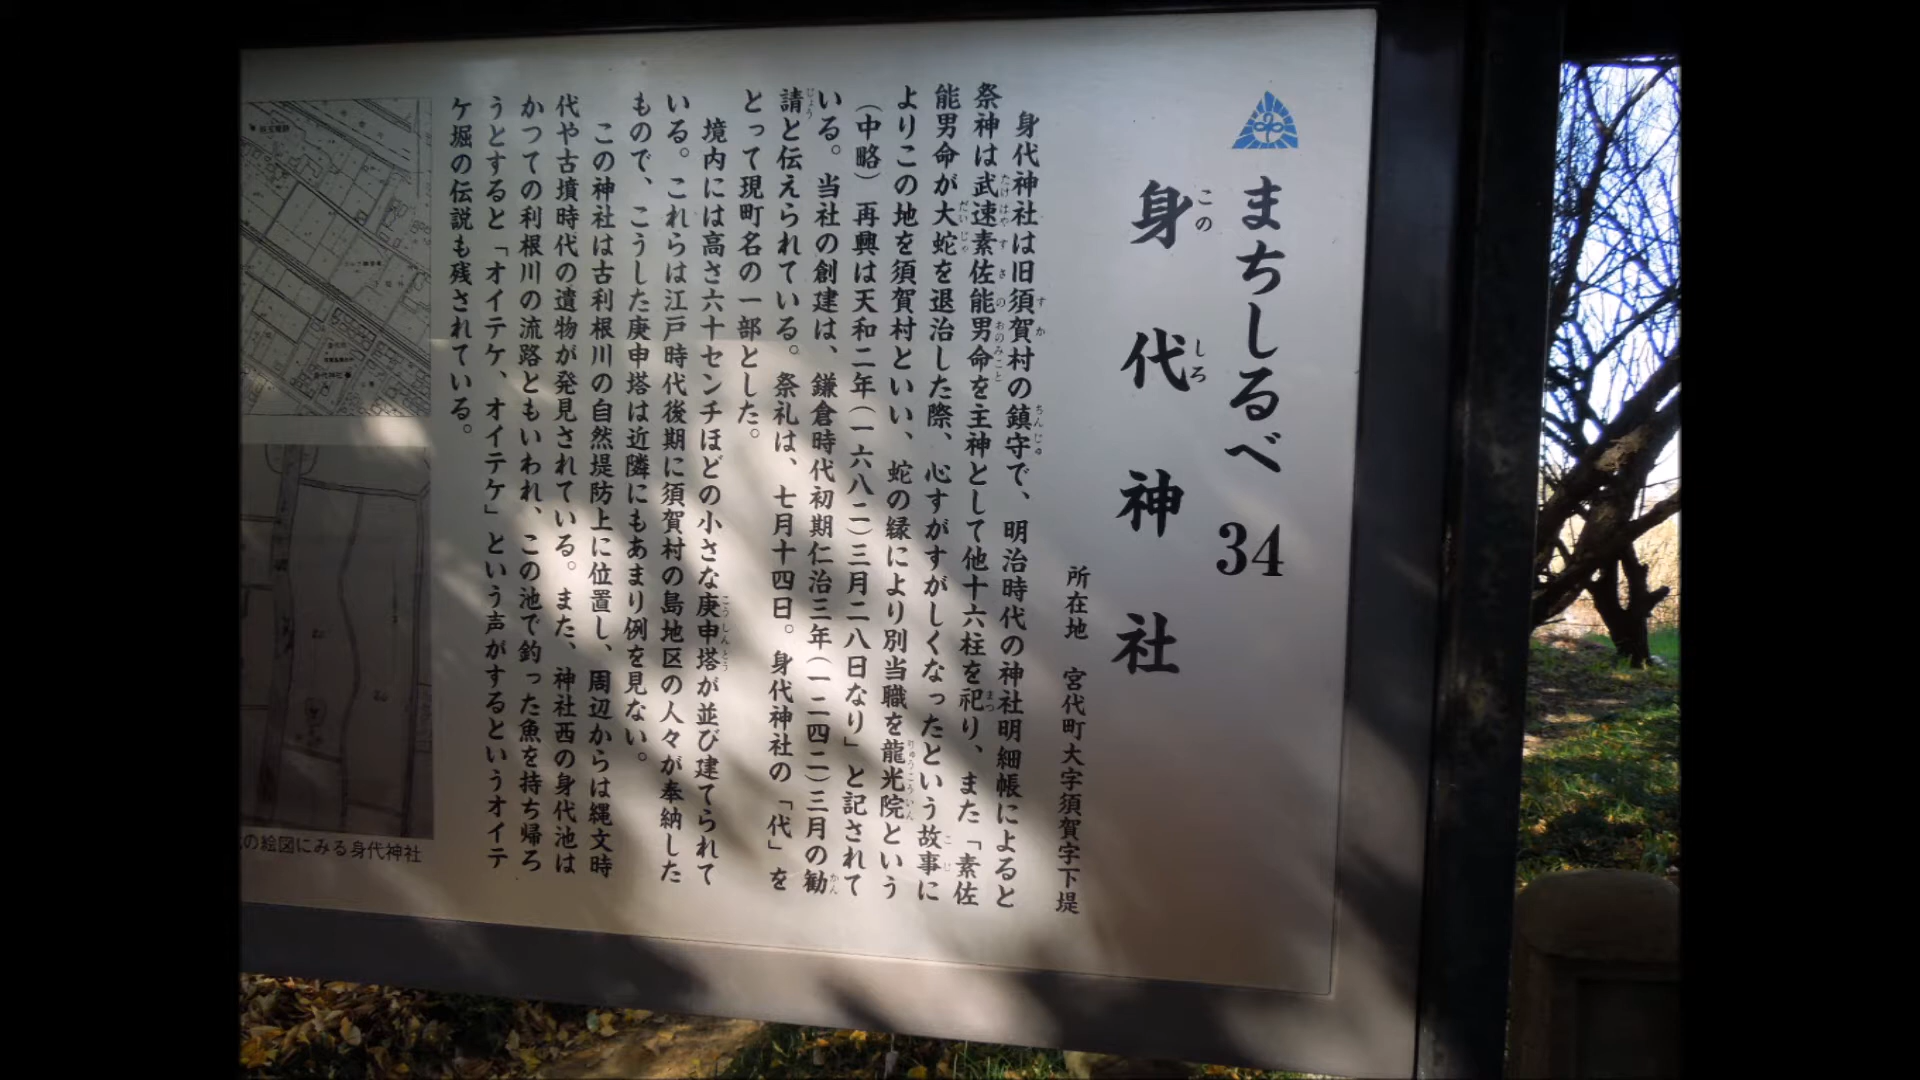 まちしるべ 34
身代神社
このしろ
所在地 宮代町大字須賀字下堤
身代神社は旧須賀村の鎮守で、明治時代の神社明細帳によると
祭神は武速素佐能男命を主神として他十六柱を祀り、また「素佐
能男命が大蛇を退治した際、心すがすがしくなったという故事に
よりこの地を須賀村といい、蛇の縁により別当職を龍光院という
（中略）再興は天和二年（一六八二）三月二八日なり」と記されて
いる。当社の創建は、鎌倉時代初期仁治三年（一二四二）三月の勧
請と伝えられている。祭礼は、七月十四日。身代神社の「代」を
とって現町名の一部とした。
境内には高さ六十センチほどの小さな庚申塔が並び建てられて
いる。これらは江戸時代後期に須賀村の島地区の人々が奉納した
もので、こうした庚申塔は近隣にもあまり例を見ない。
この神社は古利根川の自然堤防上に位置し、周辺からは縄文時
代や古墳時代の遺物が発見されている。また、神社西の身代池は
かつての利根川の流路ともいわれ、この池で釣った魚を持ち帰ろ
うとすると「オイテケ、オイテケ」という声がするというオイテ
ケ堀の伝説も残されている。
の絵図にみる身代神社